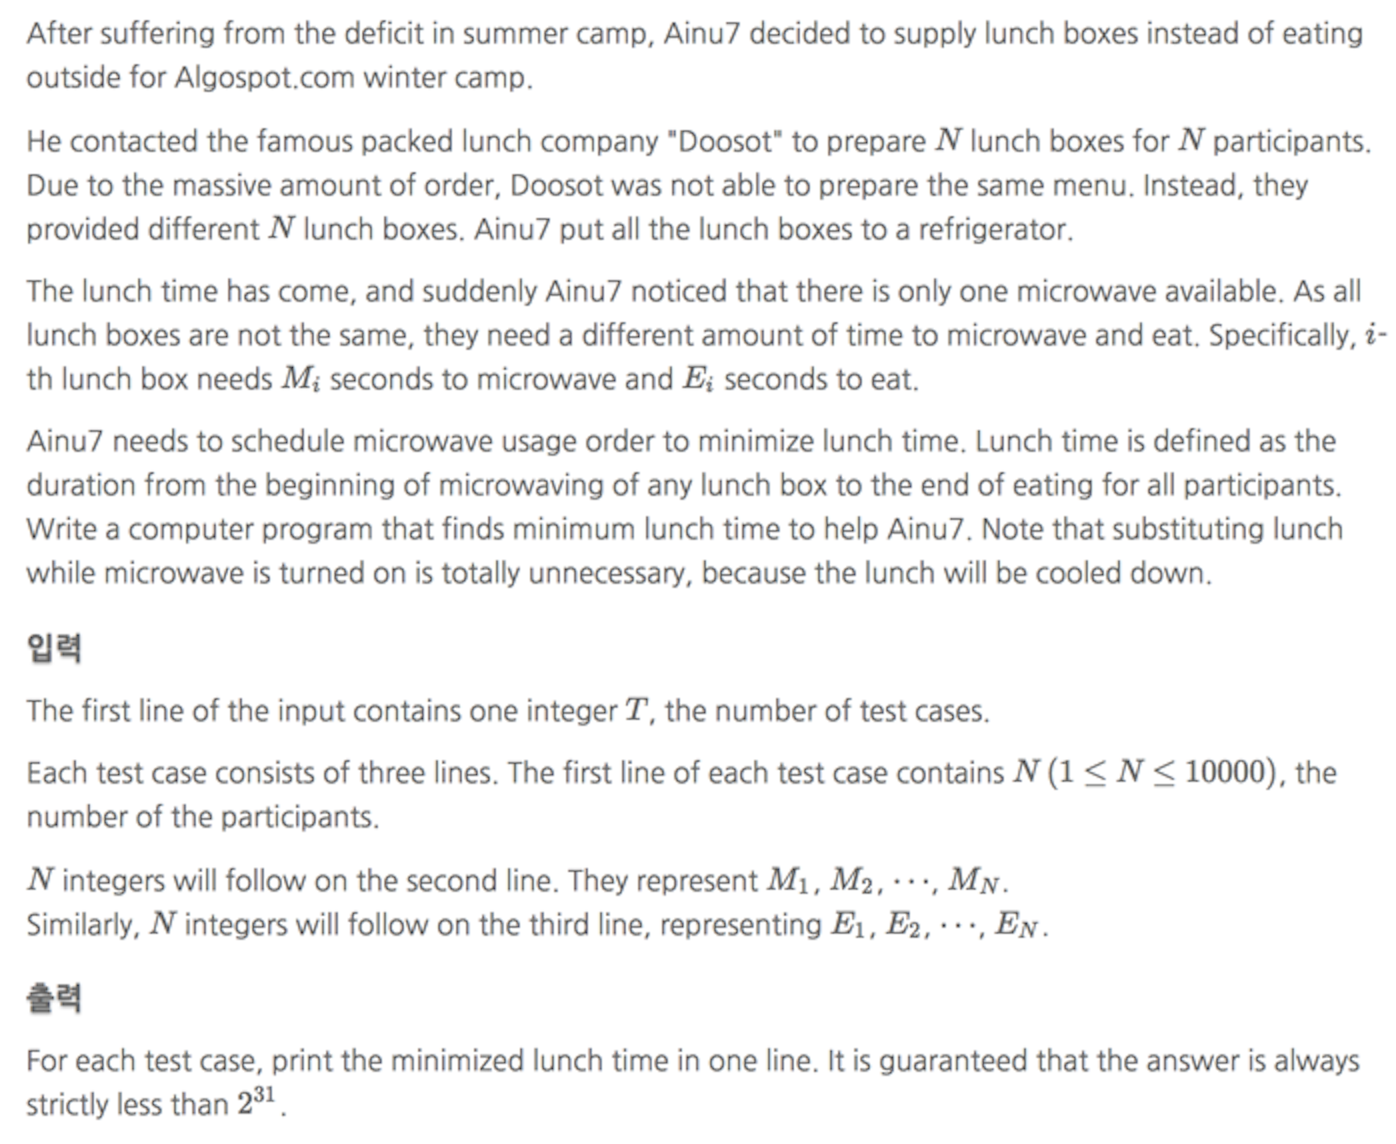 After suffering from the deficit in summer camp, Ainu7 decided to supply lunch boxes instead of eating
outside for Algospot.com winter camp.
He contacted the famous packed lunch company "Doosot" to prepare N lunch boxes for N participants.
Due to the massive amount of order, Doosot was not able to prepare the same menu. Instead, they
provided different N lunch boxes. Ainu7 put all the lunch boxes to a refrigerator.
The lunch time has come, and suddenly Ainu7 noticed that there is only one microwave available. As all
lunch boxes are not the same, they need a different amount of time to microwave and eat. Specifically, i-
th lunch box needs Mᵢ seconds to microwave and Eᵢ seconds to eat.
Ainu7 needs to schedule microwave usage order to minimize lunch time. Lunch time is defined as the
duration from the beginning of microwaving of any lunch box to the end of eating for all participants.
Write a computer program that finds minimum lunch time to help Ainu7. Note that substituting lunch
while microwave is turned on is totally unnecessary, because the lunch will be cooled down.
입력
The first line of the input contains one integer T, the number of test cases.
Each test case consists of three lines. The first line of each test case contains N (1 ≤ N ≤ 10000), the
number of the participants.
N integers will follow on the second line. They represent M₁, M₂, ⋯, M_N.
Similarly, N integers will follow on the third line, representing E₁, E₂, ⋯, E_N.
출력
For each test case, print the minimized lunch time in one line. It is guaranteed that the answer is always
strictly less than 2³¹.